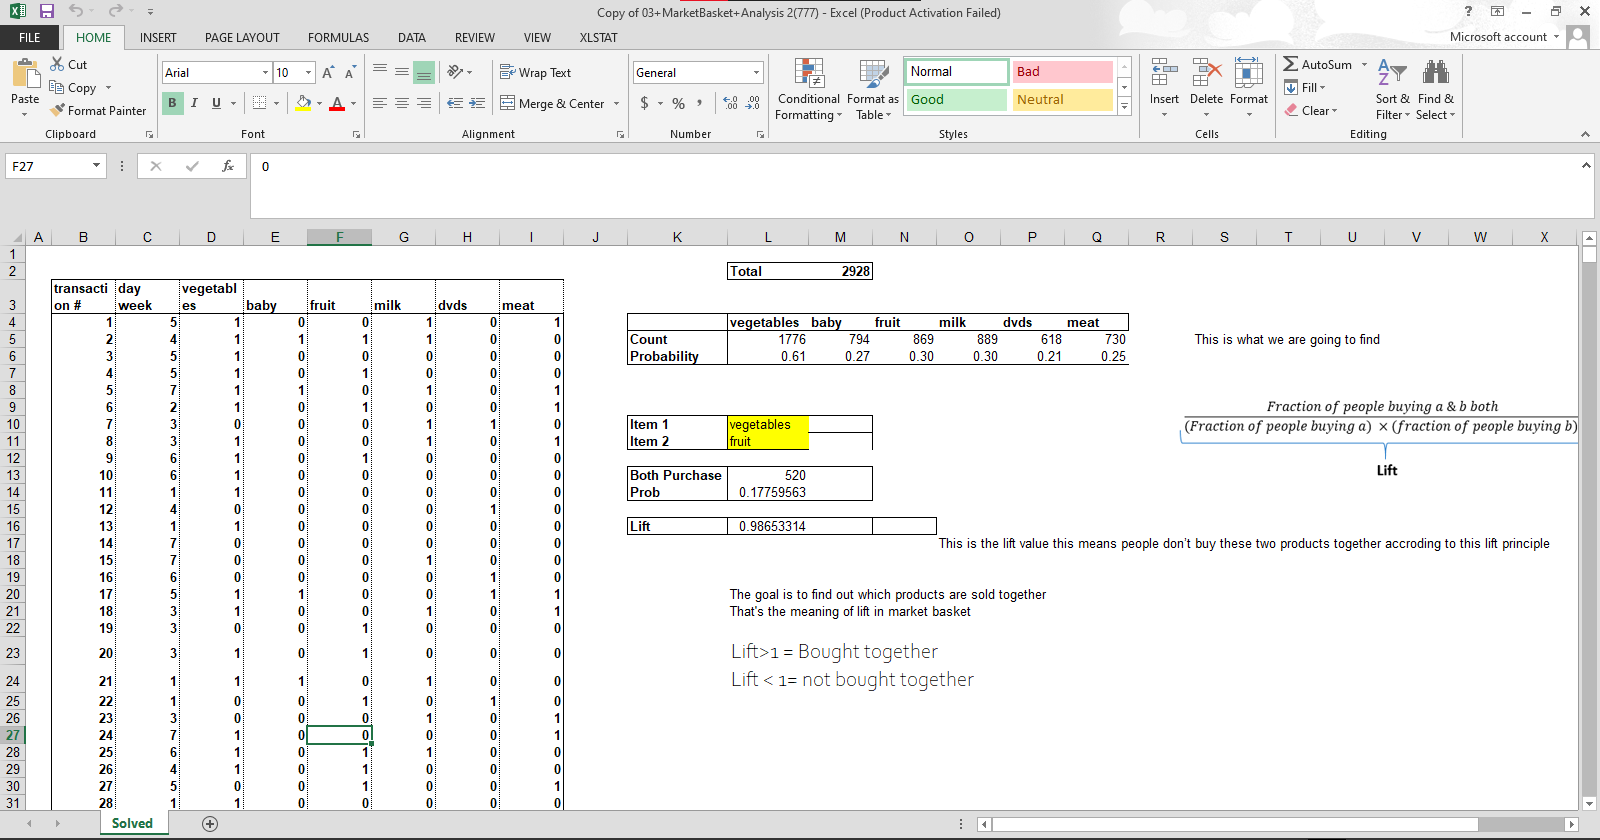 Copy of 03+MarketBasket+Analysis 2(777) - Excel (Product Activation Failed)
FILE HOME INSERT PAGE LAYOUT FORMULAS DATA REVIEW VIEW XLSTAT Microsoft account
Cut
Copy
Format Painter
Paste
Clipboard
Arial 10
B I U
Font
Wrap Text
Merge & Center
Alignment
General
$ % ,
Number
Conditional Formatting
Format as Table
Normal Bad
Good Neutral
Styles
Insert Delete Format
Cells
AutoSum
Fill
Clear
Sort & Filter
Find & Select
Editing
F27 fx 0
A B C D E F G H I J K L M N O P Q R S T U V W X
1
2 Total 2928
3 transacti on # day week vegetabl es baby fruit milk dvds meat
4 1 5 1 0 0 1 0 1 vegetables baby fruit milk dvds meat
5 2 4 1 1 1 1 0 0 Count 1776 794 869 889 618 730 This is what we are going to find
6 3 5 1 0 0 0 0 0 Probability 0.61 0.27 0.30 0.30 0.21 0.25
7 4 5 1 0 1 0 0 0
8 5 7 1 1 0 1 0 1
9 6 2 1 0 1 0 0 1 Fraction of people buying a & b both
10 7 3 0 0 0 1 1 0 Item 1 vegetables (Fraction of people buying a) × (fraction of people buying b)
11 8 3 1 0 0 1 0 1 Item 2 fruit
12 9 6 1 0 1 0 0 0
13 10 6 1 0 0 0 0 0 Both Purchase 520 Lift
14 11 1 1 0 0 0 0 0 Prob 0.17759563
15 12 4 0 0 0 0 1 0
16 13 1 1 0 0 0 0 0 Lift 0.98653314
17 14 7 0 0 0 0 0 0 This is the lift value this means people don't buy these two products together accroding to this lift principle
18 15 7 0 0 0 1 0 0
19 16 6 0 0 0 0 1 0
20 17 5 1 1 0 0 1 1 The goal is to find out which products are sold together
21 18 3 1 0 0 1 0 1 That's the meaning of lift in market basket
22 19 3 0 0 1 0 0 0
23 20 3 1 0 1 0 0 0 Lift>1 = Bought together
24 21 1 1 1 0 1 0 0 Lift < 1= not bought together
25 22 1 0 0 1 0 1 0
26 23 3 0 0 0 1 0 1
27 24 7 1 0 0 0 0 1
28 25 6 1 0 1 1 0 0
29 26 4 1 0 1 0 0 0
30 27 5 0 0 1 0 0 1
31 28 1 1 0 0 0 0 0
Solved